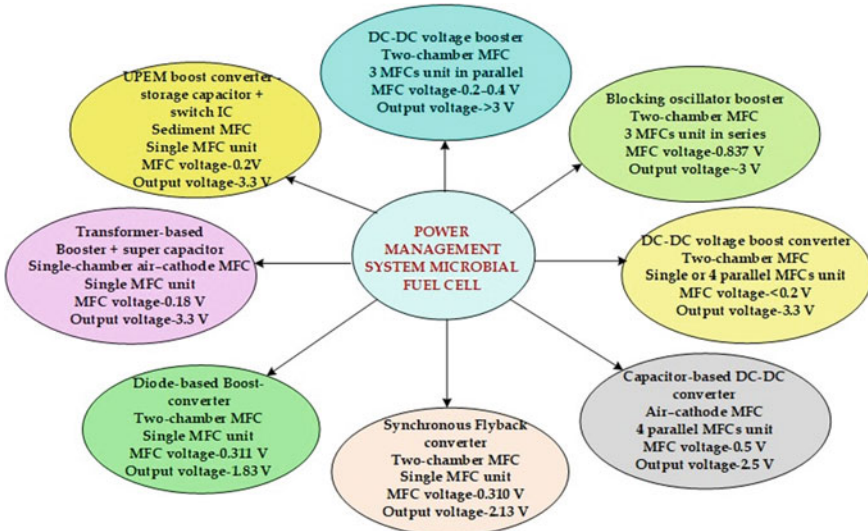 DC-DC voltage booster
Two-chamber MFC
3 MFCs unit in parallel
MFC voltage-0.2-0.4 V
Output voltage->3 V
UPEM boost converter -
storage capacitor +
switch IC
Sediment MFC
Single MFC unit
MFC voltage-0.2V
Output voltage-3.3 V
Blocking oscillator booster
Two-chamber MFC
3 MFCs unit in series
MFC voltage-0.837 V
Output voltage~3 V
Transformer-based
Booster + super capacitor
Single-chamber air-cathode MFC
Single MFC unit
MFC voltage-0.18 V
Output voltage-3.3 V
POWER
MANAGEMENT
SYSTEM MICROBIAL
FUEL CELL
DC-DC voltage boost converter
Two-chamber MFC
Single or 4 parallel MFCs unit
MFC voltage-<0.2 V
Output voltage-3.3 V
Diode-based Boost-
converter
Two-chamber MFC
Single MFC unit
MFC voltage-0.311 V
Output voltage-1.83 V
Synchronous Flyback
converter
Two-chamber MFC
Single MFC unit
MFC voltage-0.310 V
Output voltage-2.13 V
Capacitor-based DC-DC
converter
Air-cathode MFC
4 parallel MFCs unit
MFC voltage-0.5 V
Output voltage-2.5 V